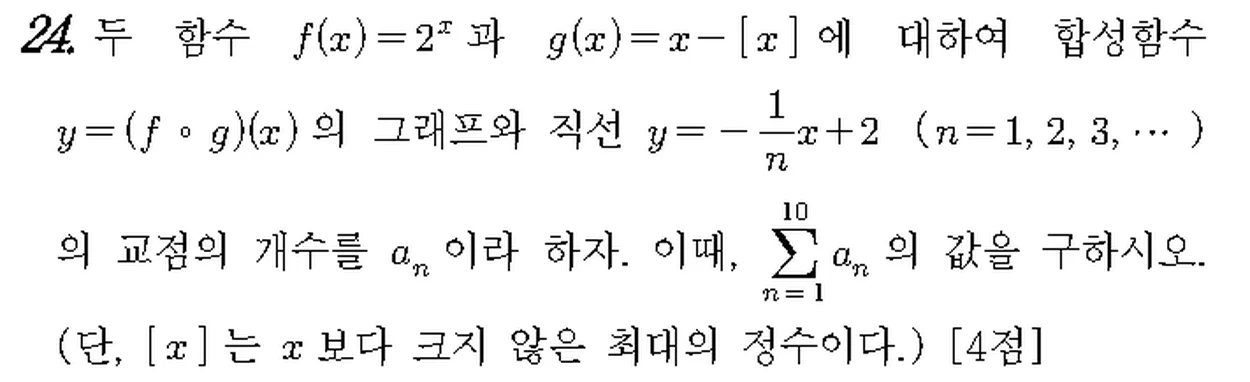 24. 두 함수 f(x)=2^x 과 g(x)=x-[x] 에 대하여 합성함수
y=(f∘g)(x) 의 그래프와 직선 y=-\frac{1}{n}x+2 (n=1, 2, 3, ⋯ )
의 교점의 개수를 a_n 이라 하자. 이때, \sum_{n=1}^{10} a_n 의 값을 구하시오.
(단, [x]는 x보다 크지 않은 최대의 정수이다.) [4점]